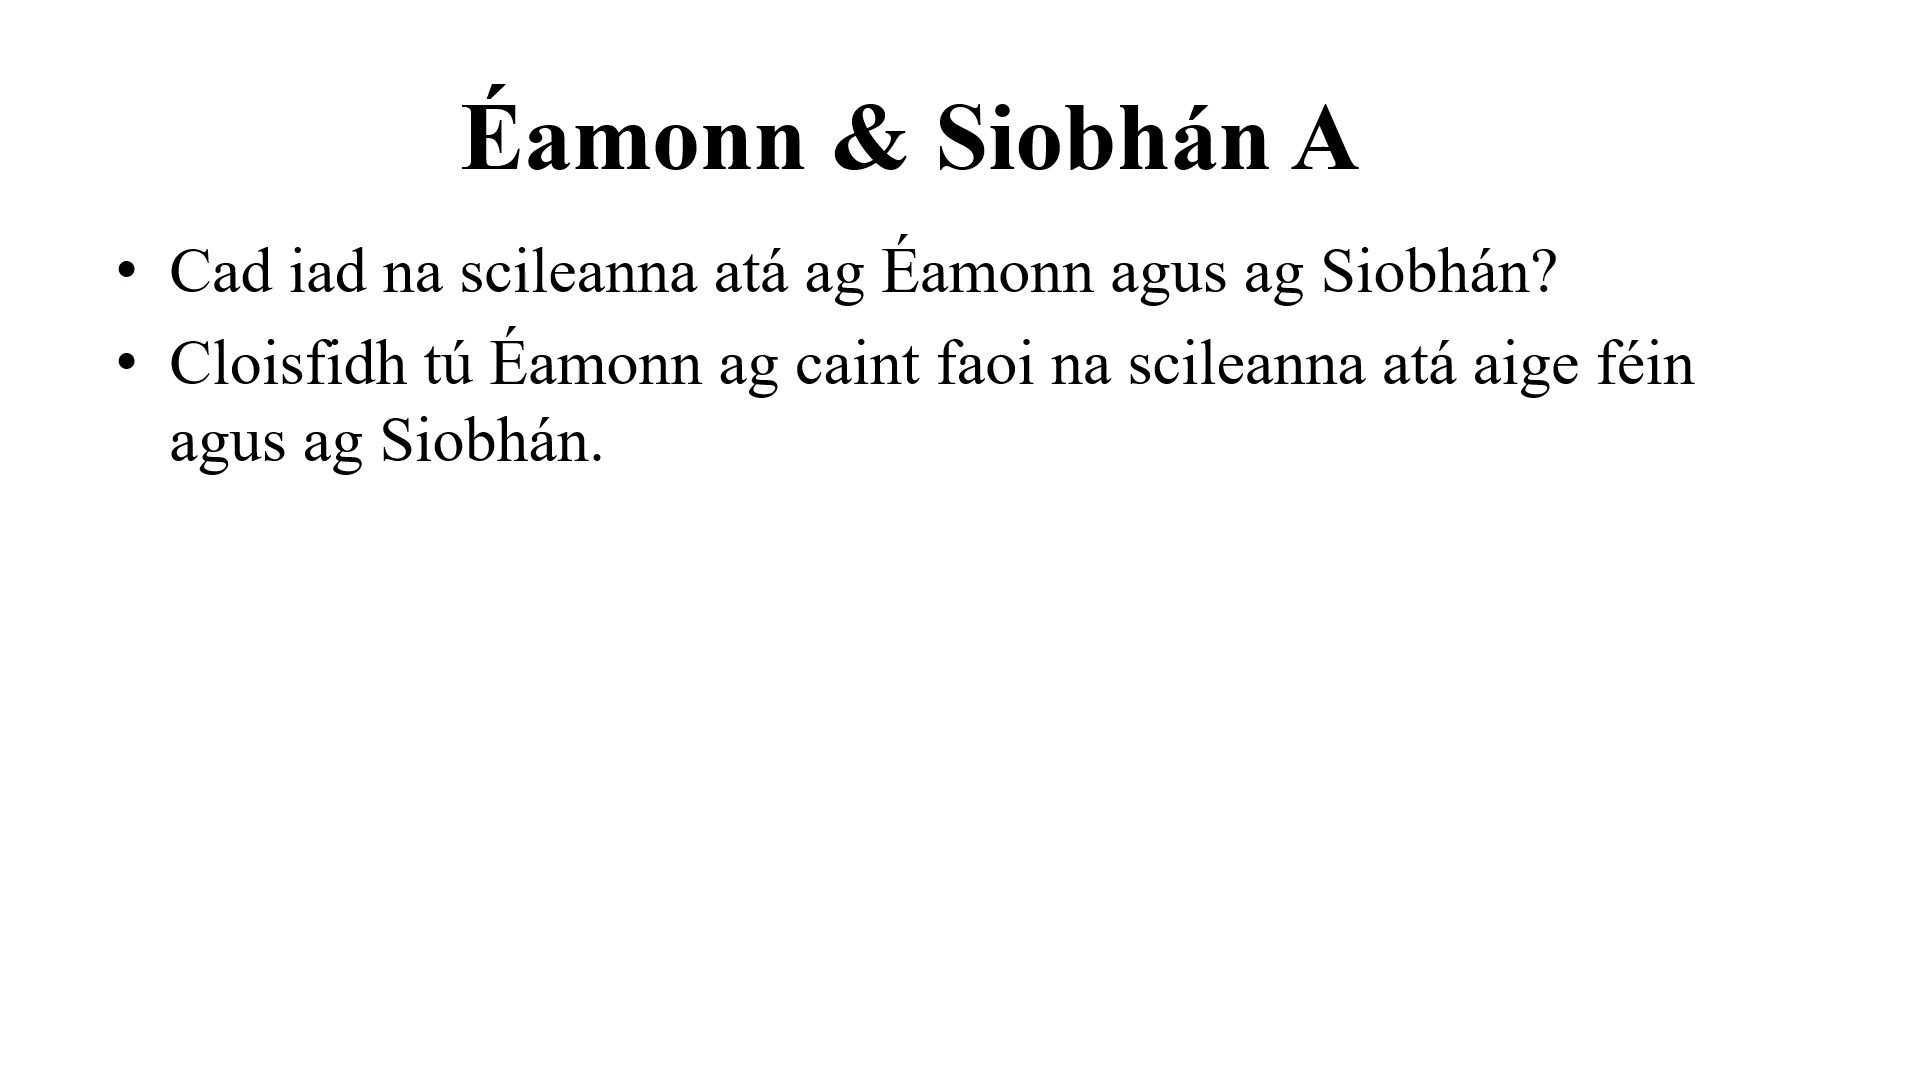 Éamonn & Siobhán A
• Cad iad na scileanna atá ag Éamonn agus ag Siobhán?
• Cloisfidh tú Éamonn ag caint faoi na scileanna atá aige féin
agus ag Siobhán.